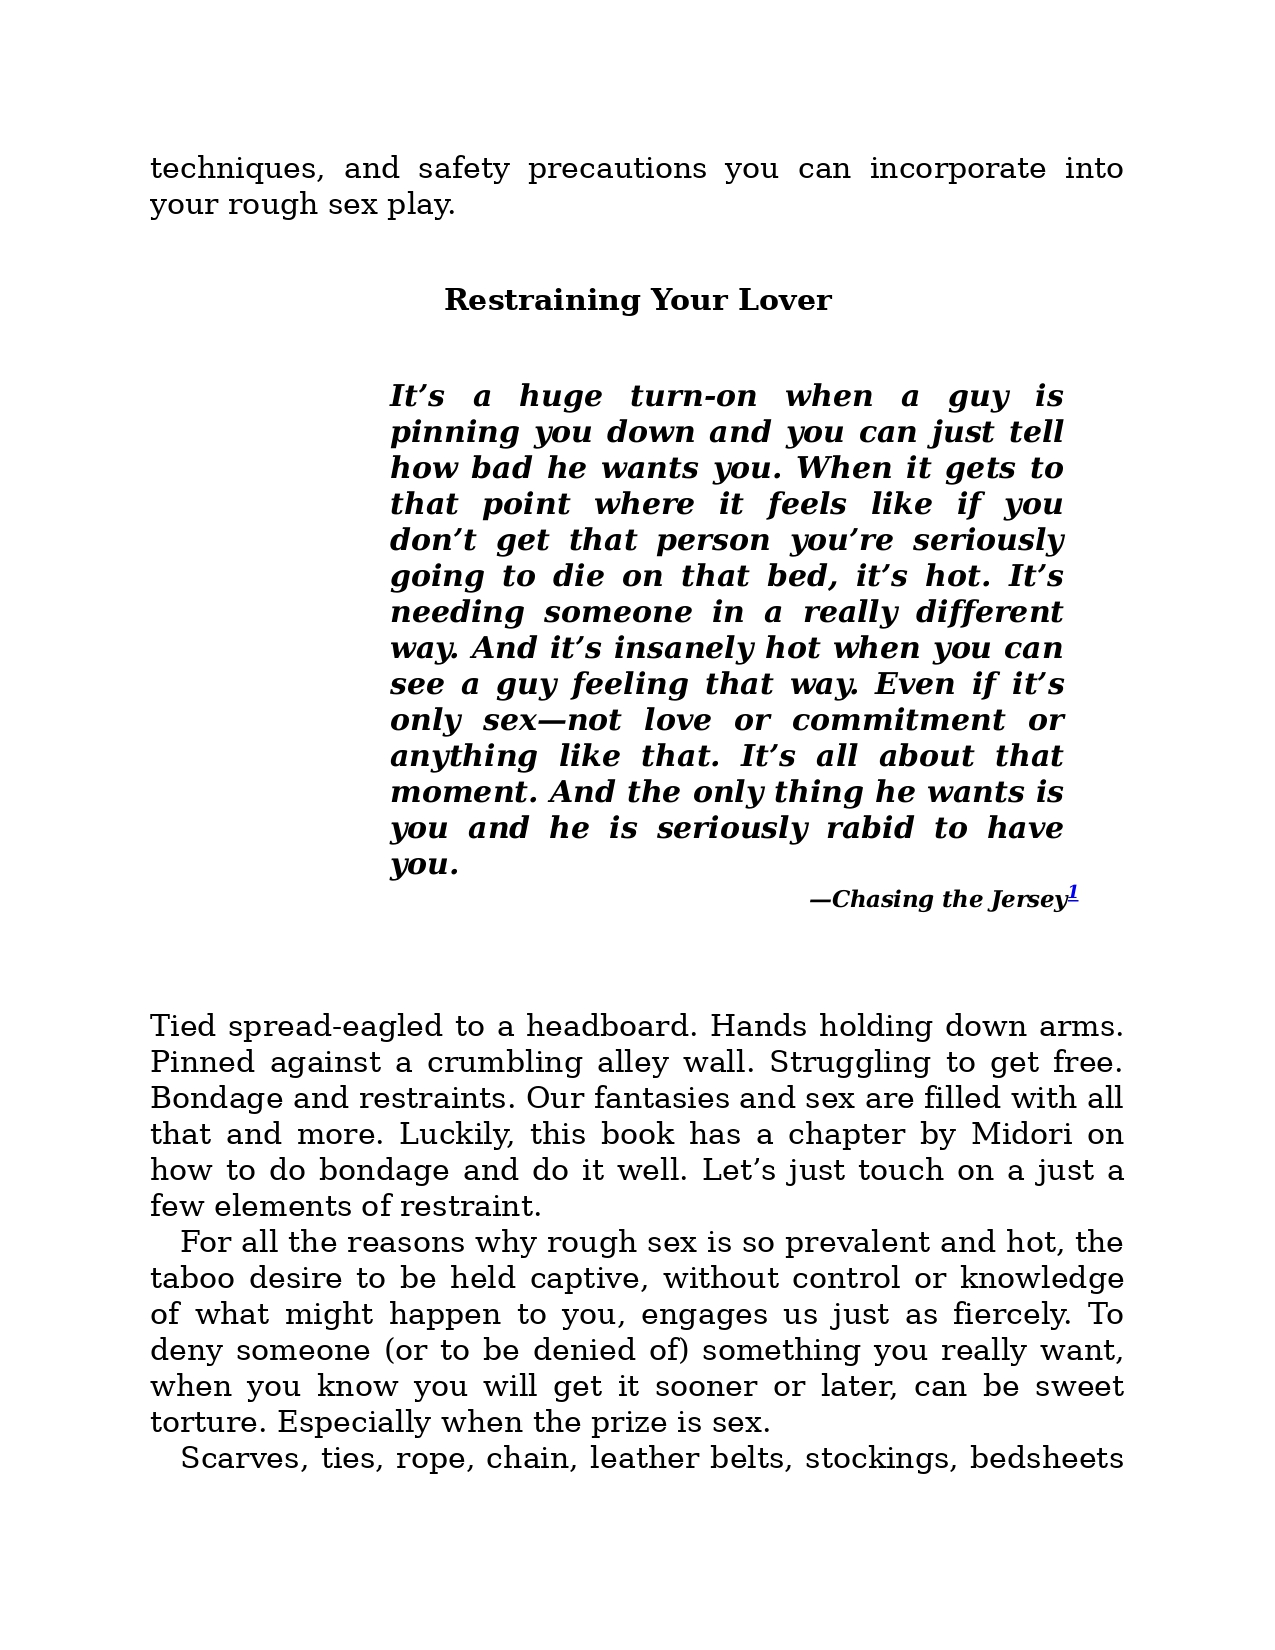 techniques, and safety precautions you can incorporate into
your rough sex play.
Restraining Your Lover
It’s a huge turn-on when a guy is
pinning you down and you can just tell
how bad he wants you. When it gets to
that point where it feels like if you
don’t get that person you’re seriously
going to die on that bed, it’s hot. It’s
needing someone in a really different
way. And it’s insanely hot when you can
see a guy feeling that way. Even if it’s
only sex—not love or commitment or
anything like that. It’s all about that
moment. And the only thing he wants is
you and he is seriously rabid to have
you.
—Chasing the Jersey1
Tied spread-eagled to a headboard. Hands holding down arms.
Pinned against a crumbling alley wall. Struggling to get free.
Bondage and restraints. Our fantasies and sex are filled with all
that and more. Luckily, this book has a chapter by Midori on
how to do bondage and do it well. Let’s just touch on a just a
few elements of restraint.
For all the reasons why rough sex is so prevalent and hot, the
taboo desire to be held captive, without control or knowledge
of what might happen to you, engages us just as fiercely. To
deny someone (or to be denied of) something you really want,
when you know you will get it sooner or later, can be sweet
torture. Especially when the prize is sex.
Scarves, ties, rope, chain, leather belts, stockings, bedsheets